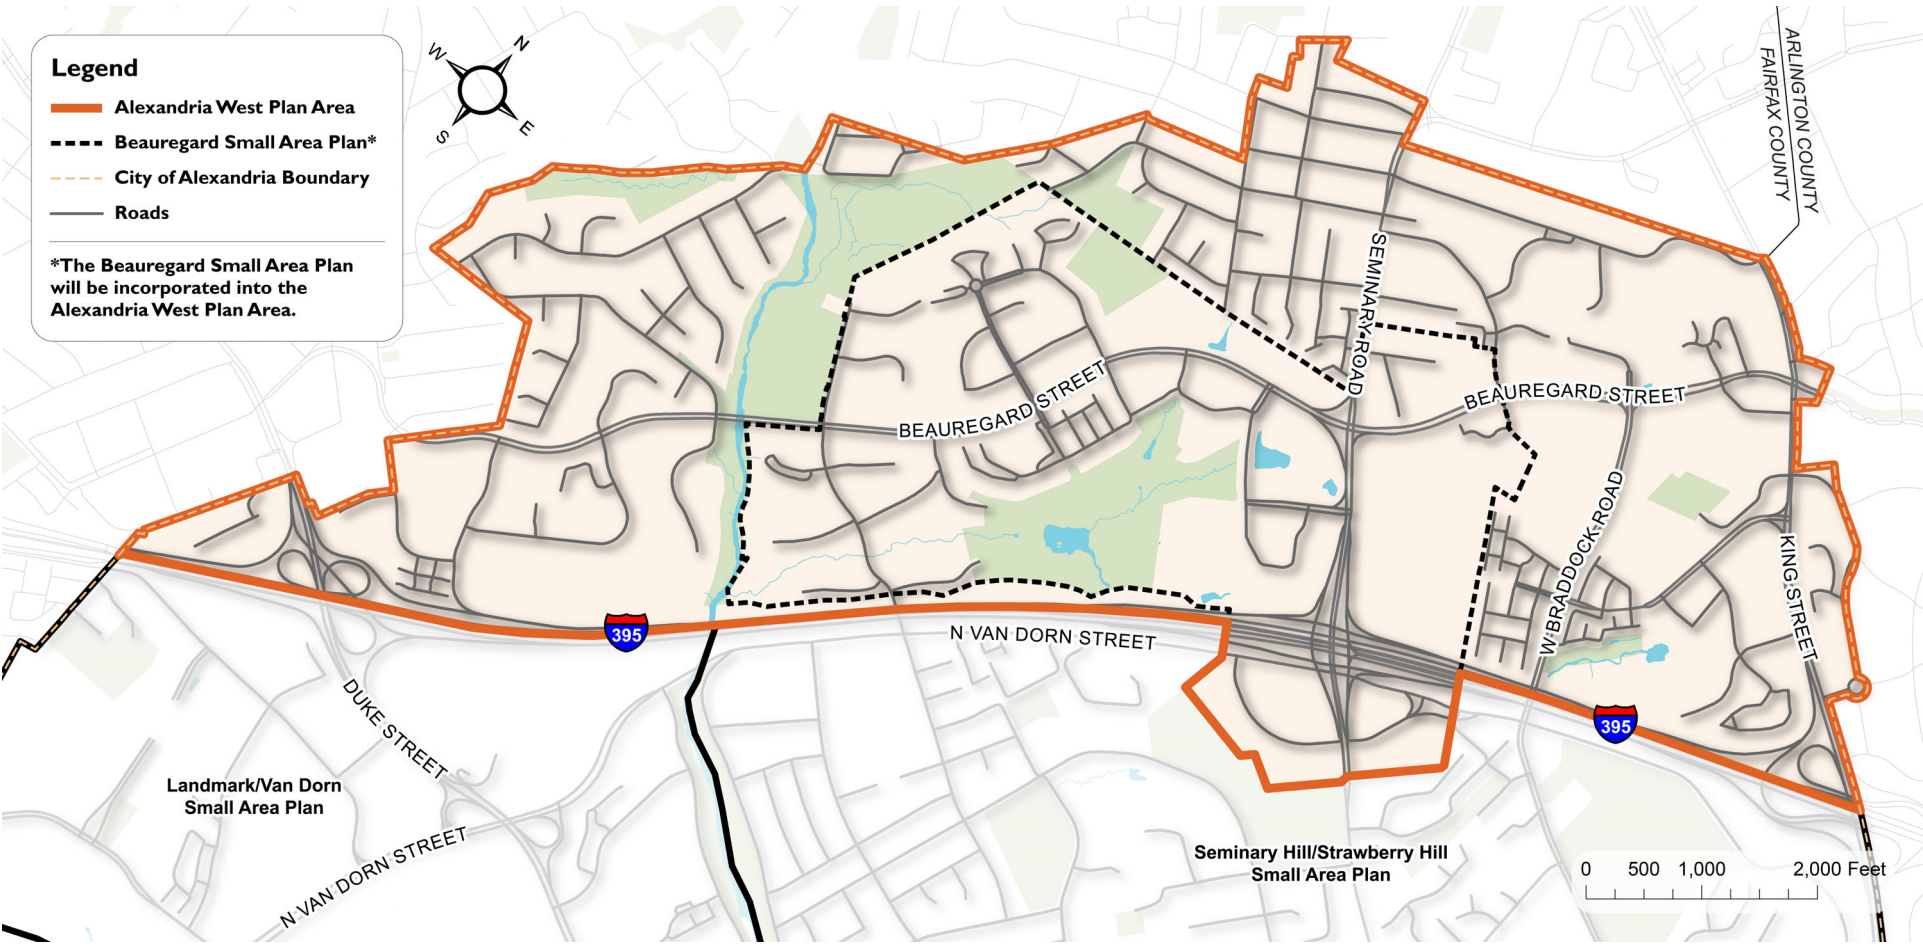 Legend
Alexandria West Plan Area
Beauregard Small Area Plan*
City of Alexandria Boundary
Roads
*The Beauregard Small Area Plan
will be incorporated into the
Alexandria West Plan Area.
W
N
S
E
ARLINGTON COUNTY
FAIRFAX COUNTY
SEMINARY ROAD
BEAUREGARD STREET
BEAUREGARD STREET
W BRADDOCK ROAD
KING STREET
395
N VAN DORN STREET
395
DUKE STREET
Landmark/Van Dorn
Small Area Plan
N VAN DORN STREET
Seminary Hill/Strawberry Hill
Small Area Plan
0 500 1,000 2,000 Feet